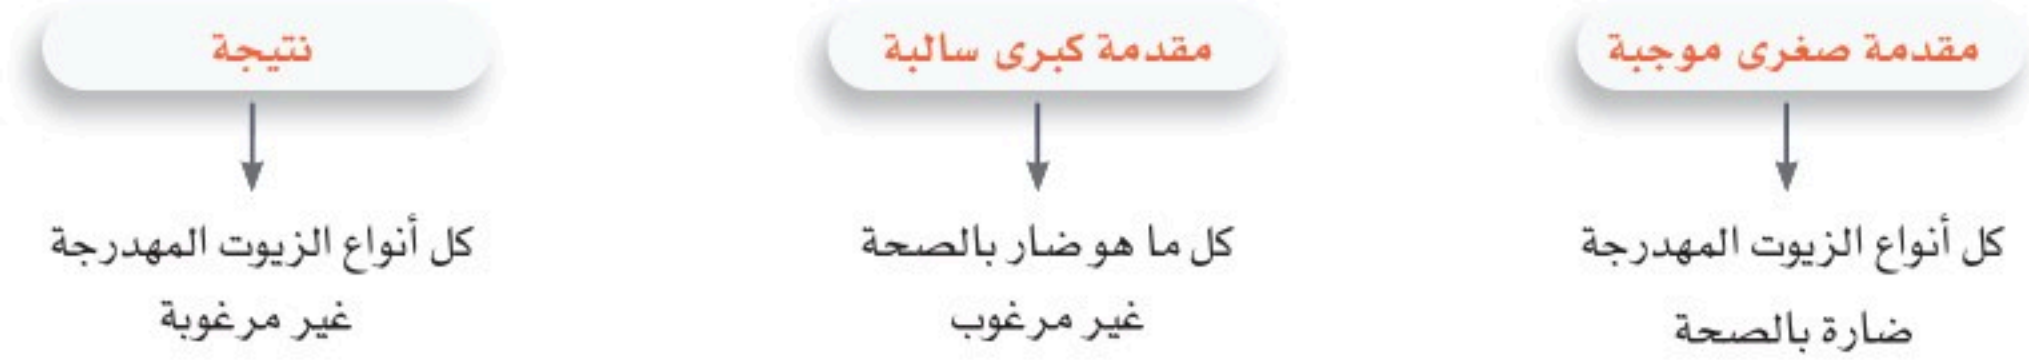 مقدمة صغرى موجبة
كل أنواع الزيوت المهدرجة
ضارة بالصحة
مقدمة كبرى سالبة
كل ما هو ضار بالصحة
غير مرغوب
نتيجة
كل أنواع الزيوت المهدرجة
غير مرغوبة